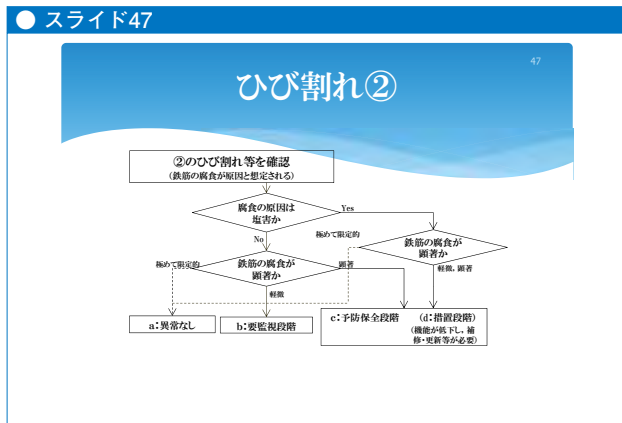 スライド47
47
ひび割れ②
②のひび割れ等を確認
(鉄筋の腐食が原因と想定される)
腐食の原因は
塩害か
Yes
No
極めて限定的
鉄筋の腐食が
顕著か
軽微，顕著
極めて限定的
鉄筋の腐食が
顕著か
顕著
軽微
a：異常なし
b：要監視段階
c：予防保全段階
(d：措置段階)
(機能が低下し、補
修・更新等が必要)